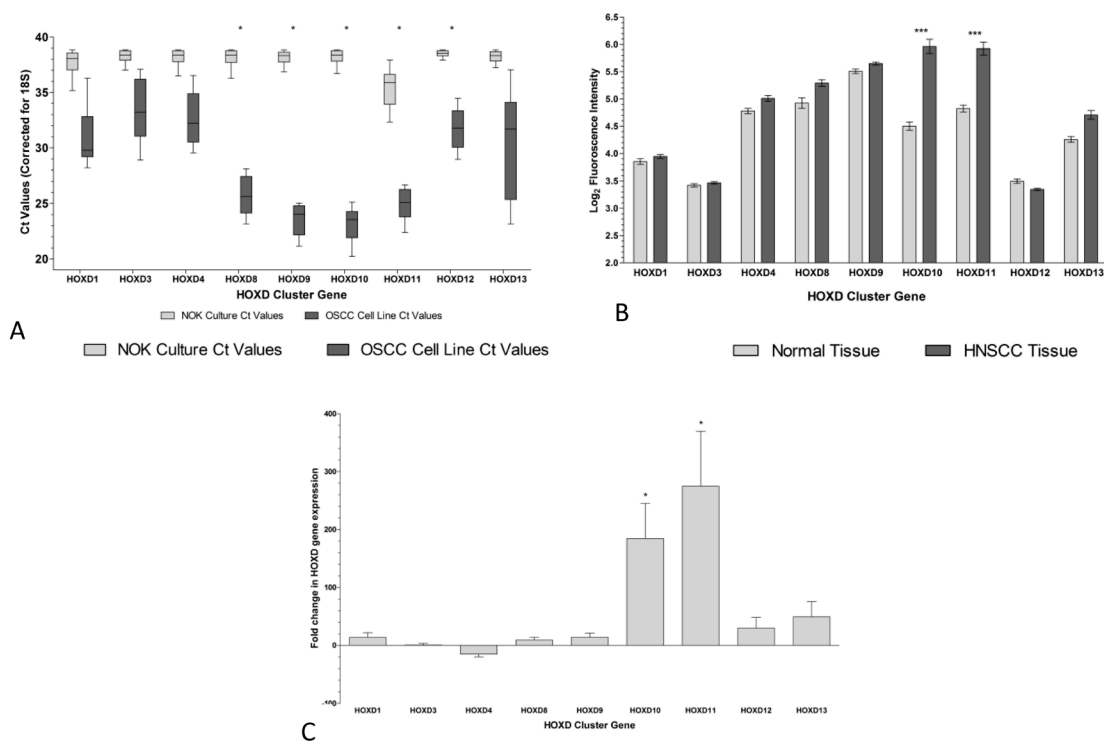 * * * * *
40
35
30
25
20
Ct Values (Corrected for 18S)
HOXD1 HOXD3 HOXD4 HOXD8 HOXD9 HOXD10 HOXD11 HOXD12 HOXD13
HOXD Cluster Gene
NOK Culture Ct Values OSCC Cell Line Ct Values
A
NOK Culture Ct Values OSCC Cell Line Ct Values
*** ***
7.0
6.5
6.0
5.5
5.0
4.5
4.0
3.5
3.0
2.5
2.0
Log2 Fluoroscence Intensity
HOXD1 HOXD3 HOXD4 HOXD8 HOXD9 HOXD10 HOXD11 HOXD12 HOXD13
HOXD Cluster Gene
B
Normal Tissue HNSCC Tissue
* *
400
300
200
100
0
-100
Fold change in HOXD gene expression
HOXD1 HOXD3 HOXD4 HOXD8 HOXD9 HOXD10 HOXD11 HOXD12 HOXD13
HOXD Cluster Gene
C